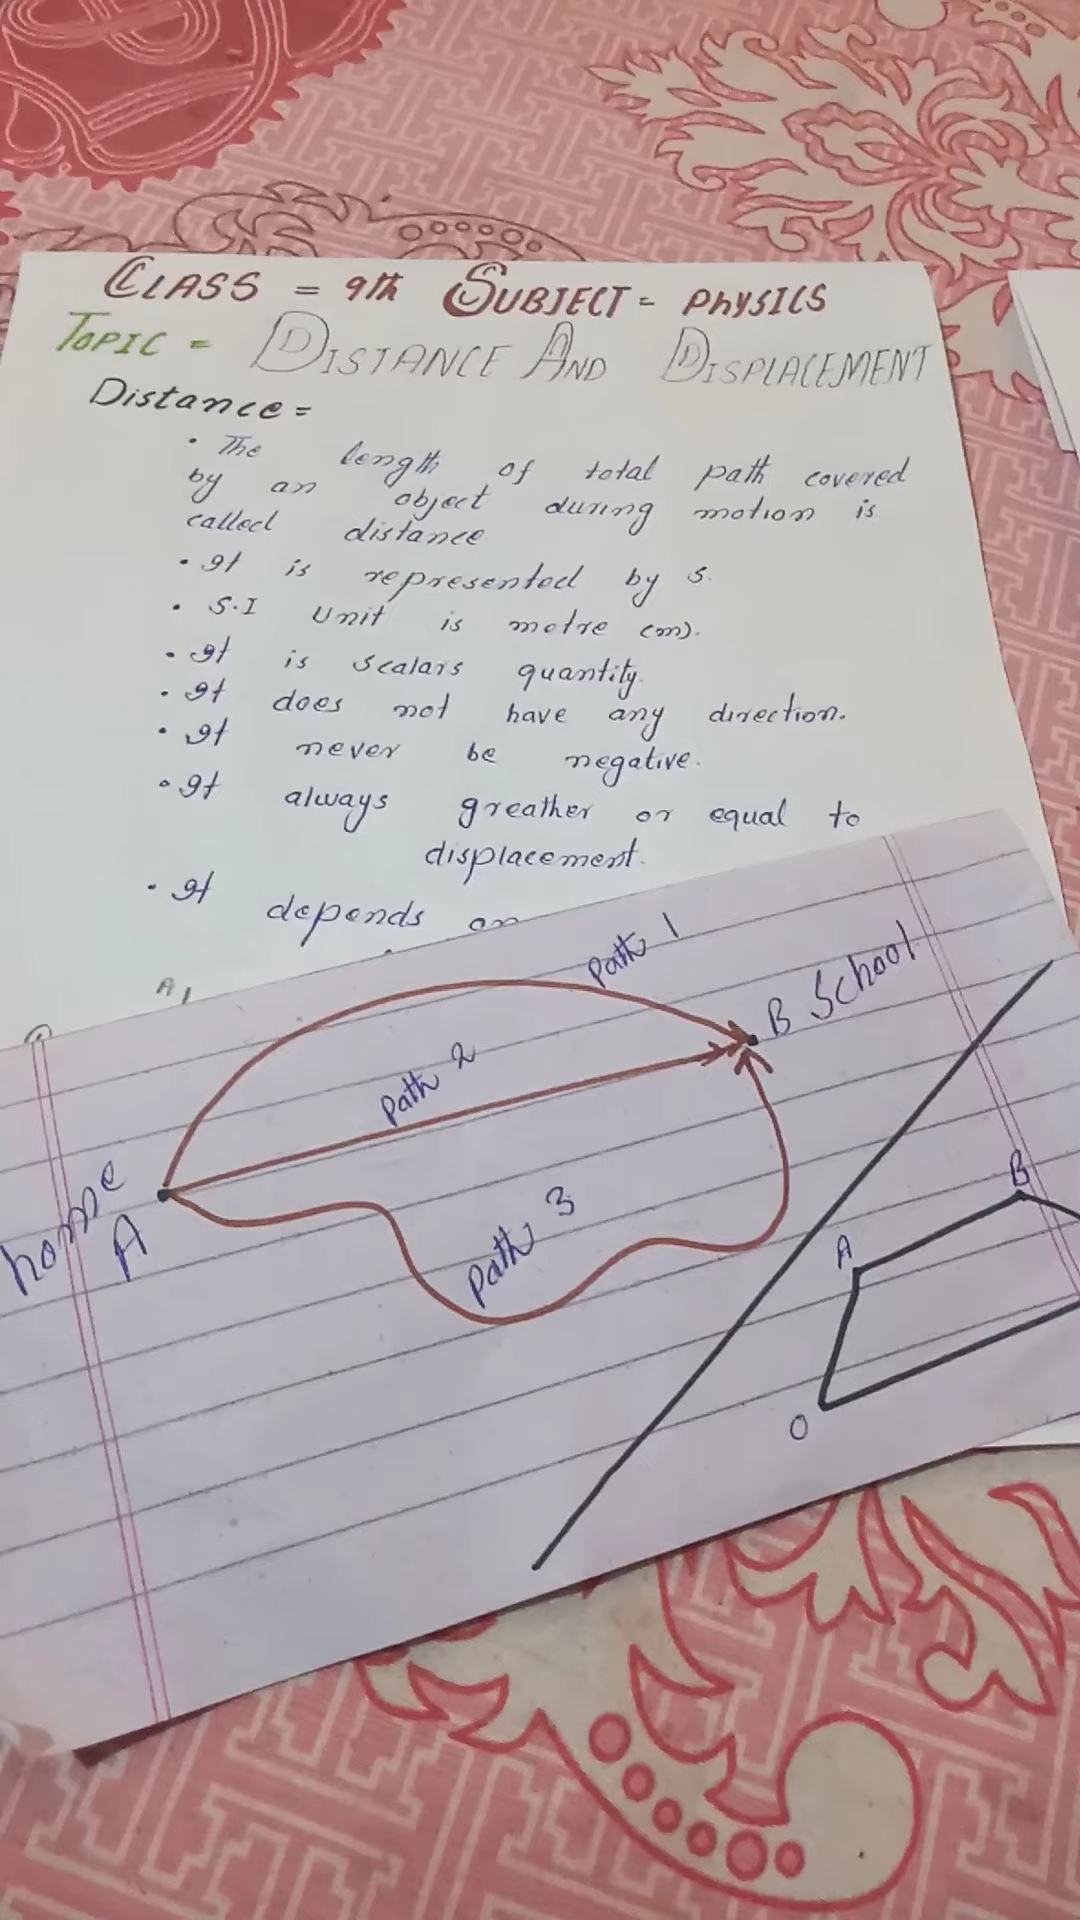 CLASS = 9th SUBJECT = PHYSICS
TOPIC = DISTANCE AND DISPLACEMENT
Distance =
• The length of total path covered
by an object during motion is
called distance
• It is represented by s.
• S.I Unit is metre (m).
• It is scalars quantity.
• It does not have any direction.
• It never be negative.
• It always greather or equal to
displacement.
• It depends on
A
Path 1
B School
Path 2
home
A
Path 3
B
A
O